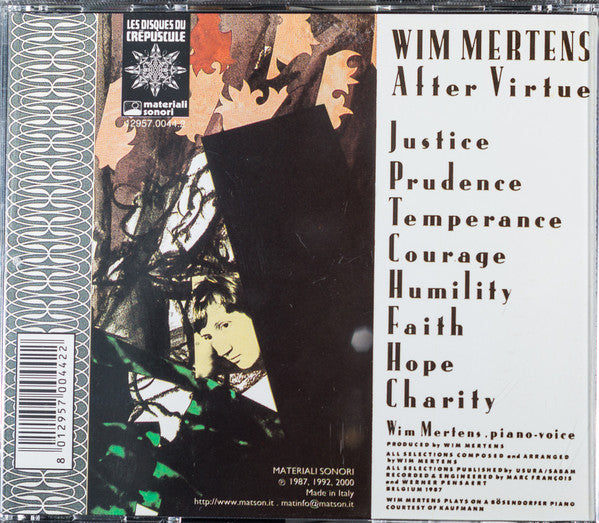 LES DISQUES DU
CRÉPUSCULE
materiali
sonori
12957.0044.2
WIM MERTENS
After Virtue
Justice
Prudence
Temperance
Courage
Humility
Faith
Hope
Charity
Wim Mertens.piano-voice
PRODUCED BY WIM MERTENS
ALL SELECTIONS COMPOSED AND ARRANGED
BY WIM MERTENS
ALL SELECTIONS PUBLISHED BY USURA/SABAM
RECORDED & ENGINEERED BY MARC FRANÇOIS
AND WERNER PENSAERT
BELGIUM 1987
WIM MERTENS PLAYS ON A BÖSENDORFER PIANO
COURTESY OF KAUFMANN
MATERIALI SONORI
℗ 1987, 1992, 2000
Made in Italy
http://www.matson.it . matinfo@matson.it
8 012957 004422